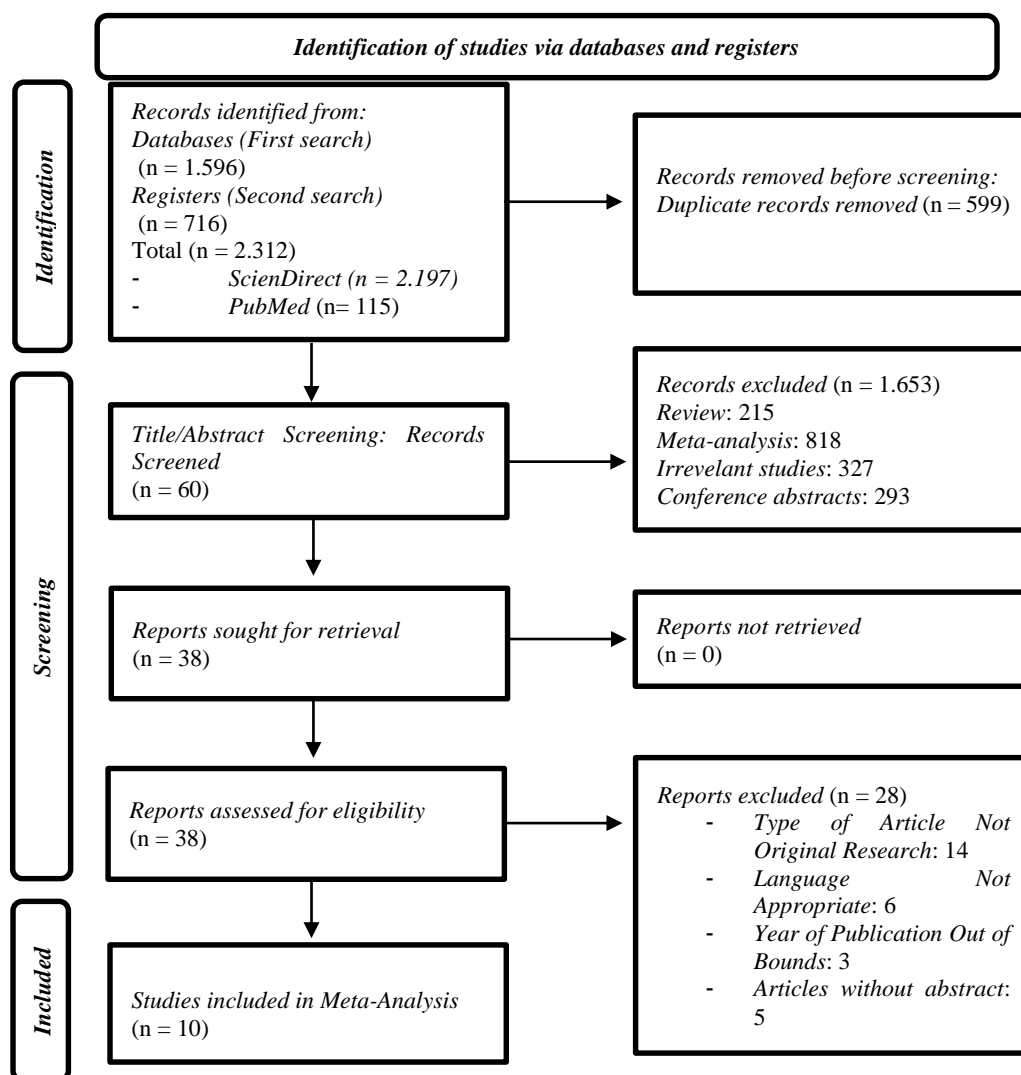 Identification of studies via databases and registers
Identification
Records identified from:
Databases (First search)
(n = 1.596)
Registers (Second search)
(n = 716)
Total (n = 2.312)
- ScienDirect (n = 2.197)
- PubMed (n= 115)
Records removed before screening:
Duplicate records removed (n = 599)
Screening
Title/Abstract Screening: Records
Screened
(n = 60)
Records excluded (n = 1.653)
Review: 215
Meta-analysis: 818
Irrevelant studies: 327
Conference abstracts: 293
Reports sought for retrieval
(n = 38)
Reports not retrieved
(n = 0)
Reports assessed for eligibility
(n = 38)
Reports excluded (n = 28)
- Type of Article Not
Original Research: 14
- Language Not
Appropriate: 6
- Year of Publication Out of
Bounds: 3
- Articles without abstract:
5
Included
Studies included in Meta-Analysis
(n = 10)